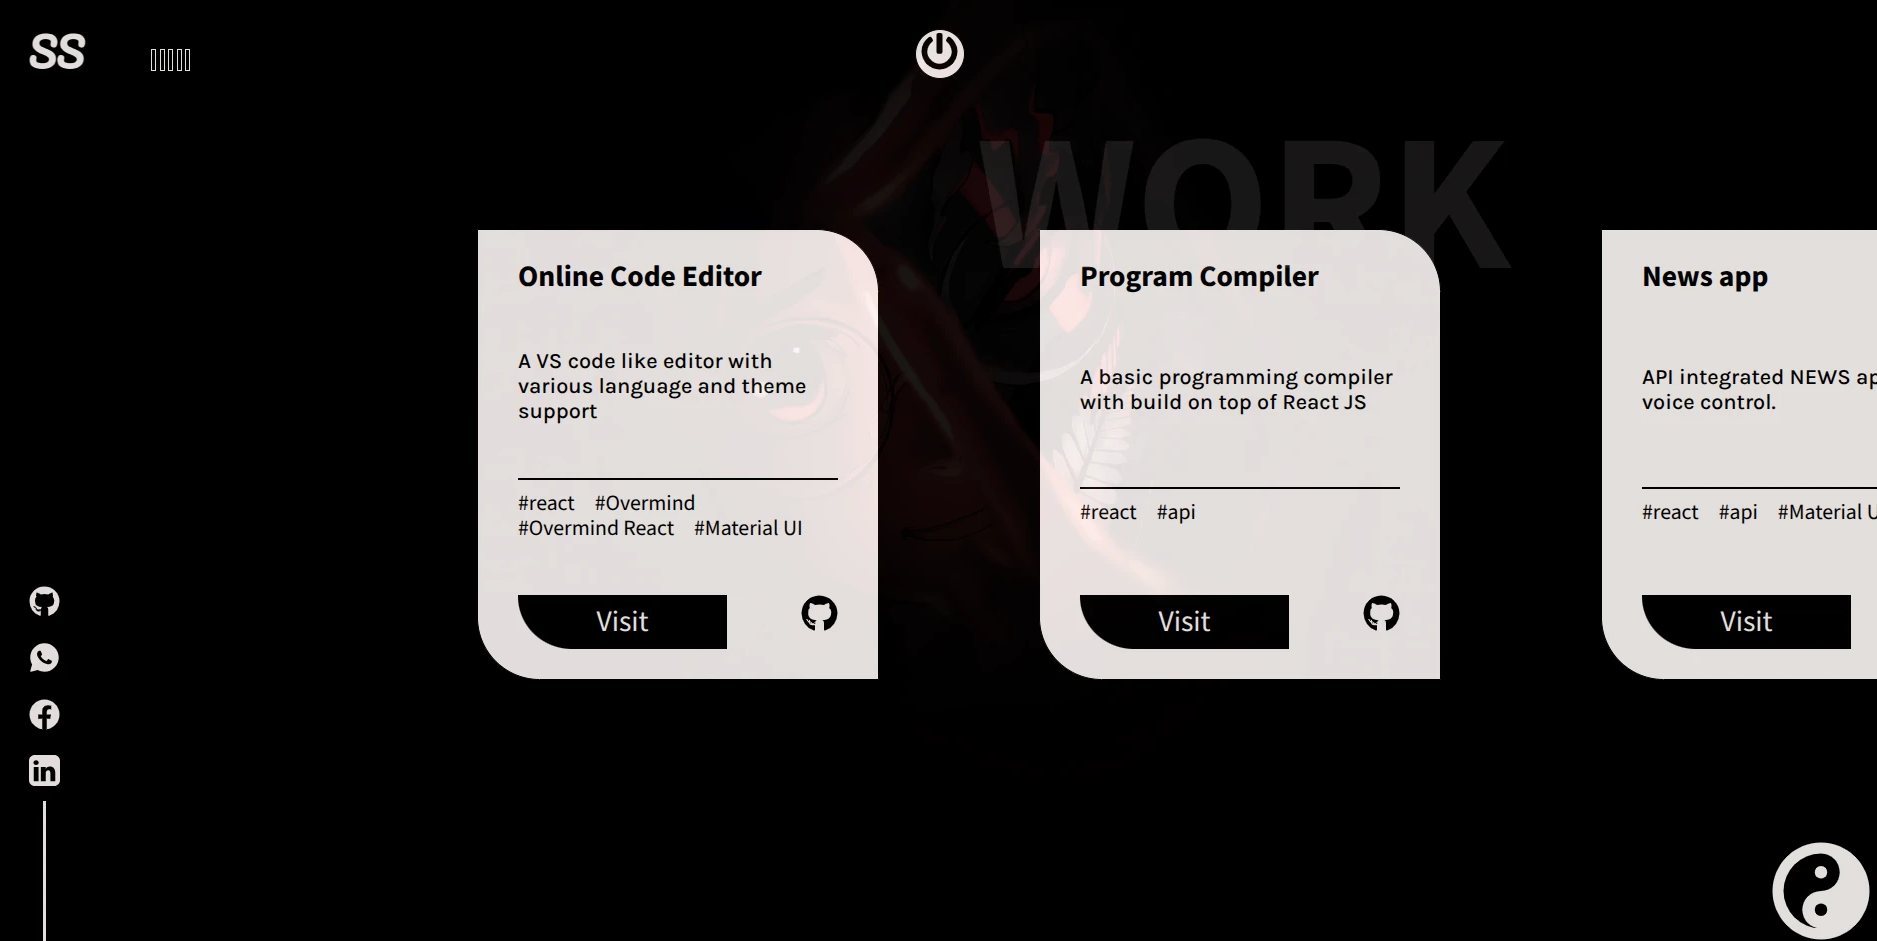 SS
WORK
Online Code Editor
A VS code like editor with
various language and theme
support
#react #Overmind
#Overmind React #Material UI
Visit
Program Compiler
A basic programming compiler
with build on top of React JS
#react #api
Visit
News app
API integrated NEWS ap
voice control.
#react #api #Material U
Visit
in